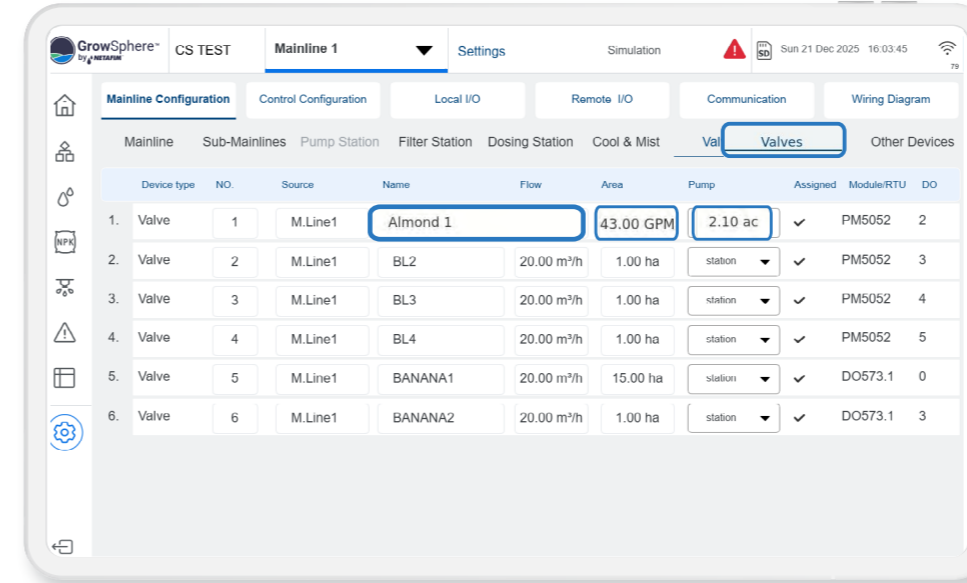 GrowSphere™ CS TEST Mainline 1 Settings Simulation SD Sun 21 Dec 2025 16:03:45
by NETAFIM 79
Mainline Configuration Control Configuration Local I/O Remote I/O Communication Wiring Diagram
Mainline Sub-Mainlines Pump Station Filter Station Dosing Station Cool & Mist Val Valves Other Devices
Device type NO. Source Name Flow Area Pump Assigned Module/RTU DO
1. Valve 1 M.Line1 Almond 1 43.00 GPM 2.10 ac PM5052 2
2. Valve 2 M.Line1 BL2 20.00 m³/h 1.00 ha station PM5052 3
NPK
3. Valve 3 M.Line1 BL3 20.00 m³/h 1.00 ha station PM5052 4
4. Valve 4 M.Line1 BL4 20.00 m³/h 1.00 ha station PM5052 5
5. Valve 5 M.Line1 BANANA1 20.00 m³/h 15.00 ha station DO573.1 0
6. Valve 6 M.Line1 BANANA2 20.00 m³/h 1.00 ha station DO573.1 3